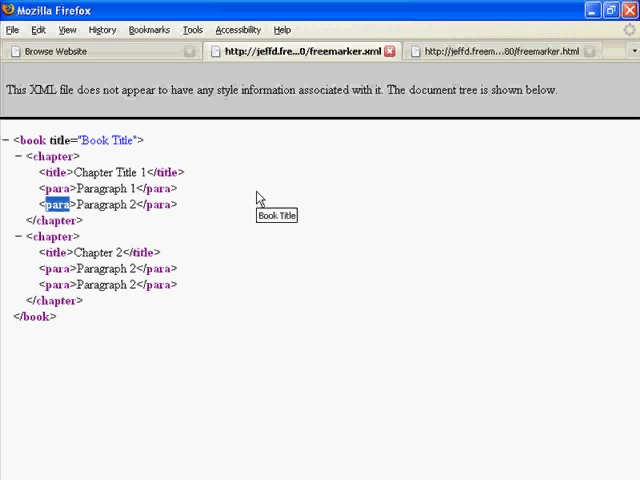 Mozilla Firefox
File Edit View History Bookmarks Tools Accessibility Help
Browse Website http://jeffd.fre...0/freemarker.xml http://jeffd.freem...80/freemarker.html
This XML file does not appear to have any style information associated with it. The document tree is shown below.
− <book title="Book Title">
− <chapter>
<title>Chapter Title 1</title>
<para>Paragraph 1</para>
<para>Paragraph 2</para>
Book Title
</chapter>
− <chapter>
<title>Chapter 2</title>
<para>Paragraph 2</para>
<para>Paragraph 2</para>
</chapter>
</book>